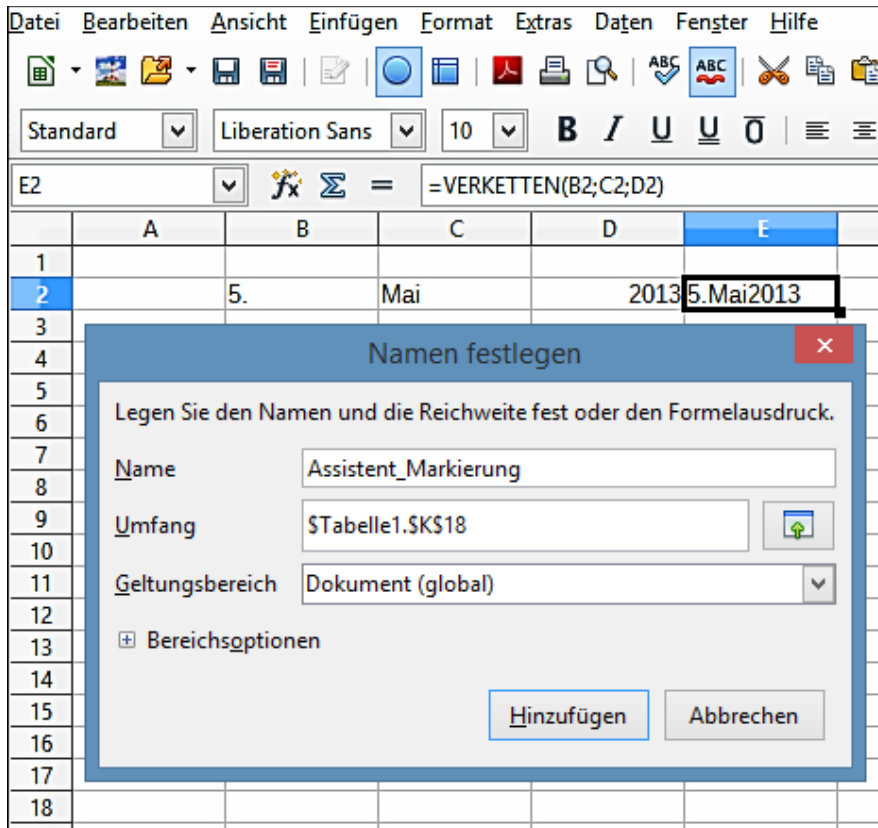 Datei Bearbeiten Ansicht Einfügen Format Extras Daten Fenster Hilfe
ABC ABC
Standard Liberation Sans 10 B I U U O
E2 fx Σ = =VERKETTEN(B2;C2;D2)
A B C D E
1
2 5. Mai 2013 5.Mai2013
3
4 Namen festlegen
5
6 Legen Sie den Namen und die Reichweite fest oder den Formelausdruck.
7
8 Name Assistent_Markierung
9 Umfang $Tabelle1.$K$18
10
11 Geltungsbereich Dokument (global)
12
13 Bereichsoptionen
14
15 Hinzufügen Abbrechen
16
17
18